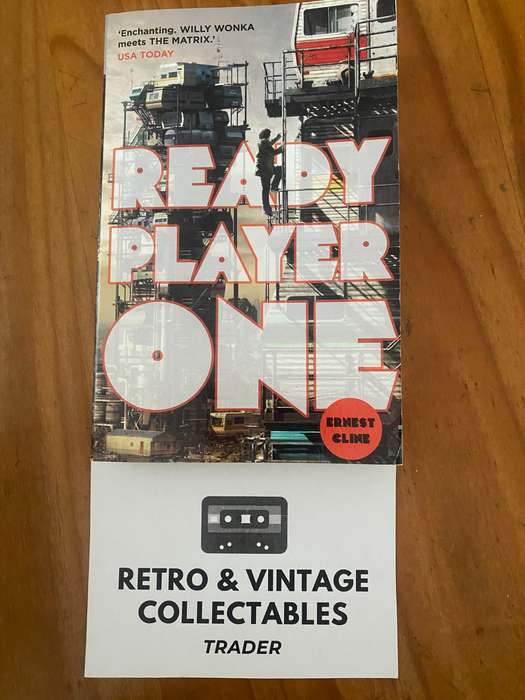 'Enchanting. WILLY WONKA
meets THE MATRIX.'
USA TODAY
READY
PLAYER
ONE
ERNEST
CLINE
RETRO & VINTAGE
COLLECTABLES
TRADER